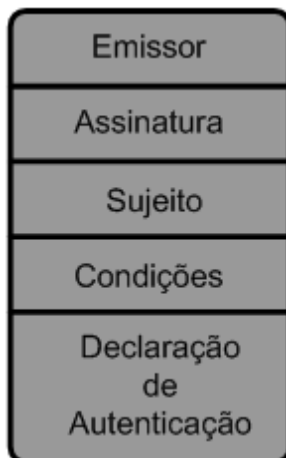 Emissor
Assinatura
Sujeito
Condições
Declaração
de
Autenticação